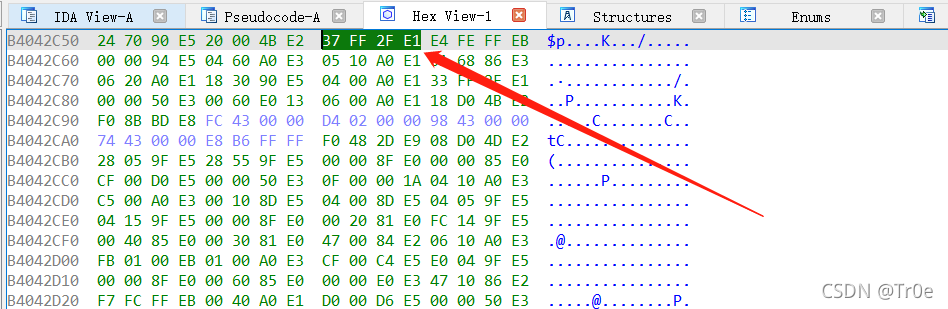 IDA View-A Pseudocode-A Hex View-1 Structures Enums
B4042C50 24 70 90 E5 20 00 4B E2 37 FF 2F E1 E4 FE FF EB $p....K.../.....
B4042C60 00 00 94 E5 04 60 A0 E3 05 10 A0 E1 68 86 E3 ................
B4042C70 06 20 A0 E1 18 30 90 E5 04 00 A0 E1 33 FF E1
B4042C80 00 00 50 E3 00 60 E0 13 06 00 A0 E1 18 D0 4B ..P...........K.
B4042C90 F0 8B BD E8 FC 43 00 00 D4 02 00 00 98 43 00 00 .....C.......C..
B4042CA0 74 43 00 00 E8 B6 FF FF F0 48 2D E9 08 D0 4D E2 tC..............
B4042CB0 28 05 9F E5 28 55 9F E5 00 00 8F E0 00 00 85 E0 (...............
B4042CC0 FC 00 D0 E5 00 00 50 E3 0F 00 00 1A 04 10 A0 E3 ......P.........
B4042CD0 C5 00 A0 E3 00 10 8D E5 04 00 8D E5 04 05 9F E5 ................
B4042CE0 04 15 9F E5 00 00 8F E0 00 20 81 E0 FC 14 9F E5 ................
B4042CF0 00 40 85 E0 00 30 81 E0 47 00 84 E2 06 10 A0 E3 .@..............
B4042D00 FB 01 00 EB 01 00 A0 E3 CF 00 C4 E5 E0 04 9F E5 ................
B4042D10 00 00 8F E0 00 60 85 E0 00 00 E0 E3 47 10 86 E2 ................
B4042D20 F7 FC FF EB 00 40 A0 E1 D0 00 D6 E5 00 00 50 E3 .....@........P.
CSDN @Tr0e